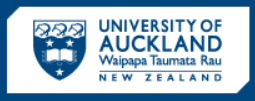 UNIVERSITY OF
AUCKLAND
Waipapa Taumata Rau
NEW ZEALAND